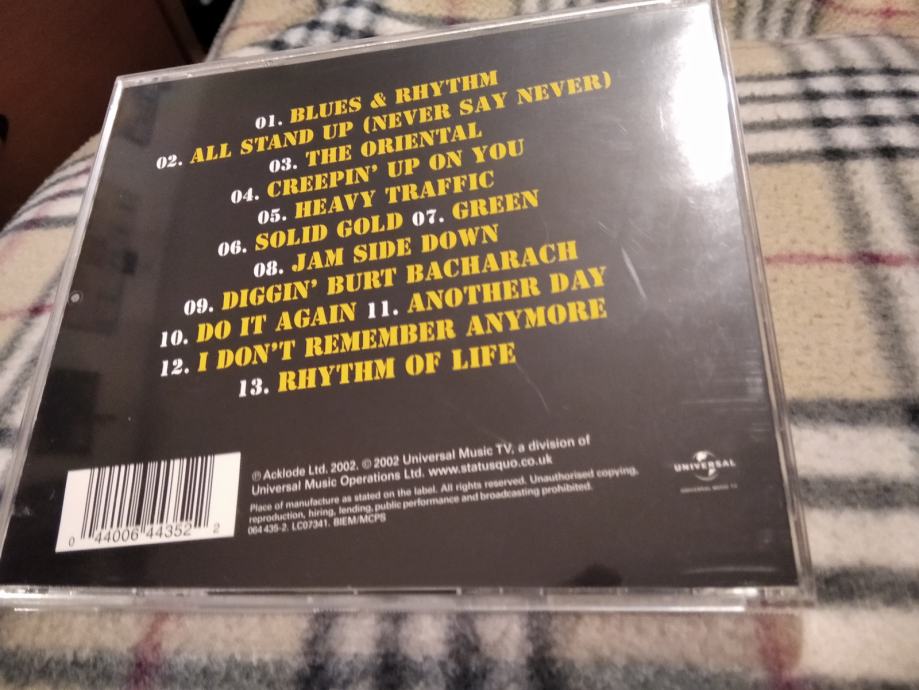 01. BLUES & RHYTHM
02. ALL STAND UP (NEVER SAY NEVER)
03. THE ORIENTAL
04. CREEPIN' UP ON YOU
05. HEAVY TRAFFIC
06. SOLID GOLD 07. GREEN
08. JAM SIDE DOWN
09. DIGGIN' BURT BACHARACH
10. DO IT AGAIN 11. ANOTHER DAY
12. I DON'T REMEMBER ANYMORE
13. RHYTHM OF LIFE
℗ Acklode Ltd. 2002. © 2002 Universal Music TV, a division of
Universal Music Operations Ltd. www.statusquo.co.uk
Place of manufacture as stated on the label. All rights reserved. Unauthorised copying,
reproduction, hiring, lending, public performance and broadcasting prohibited.
064 435-2. LC07341. BIEM/MCPS
0 44006 44352 2
UNIVERSAL
UNIVERSAL MUSIC TV